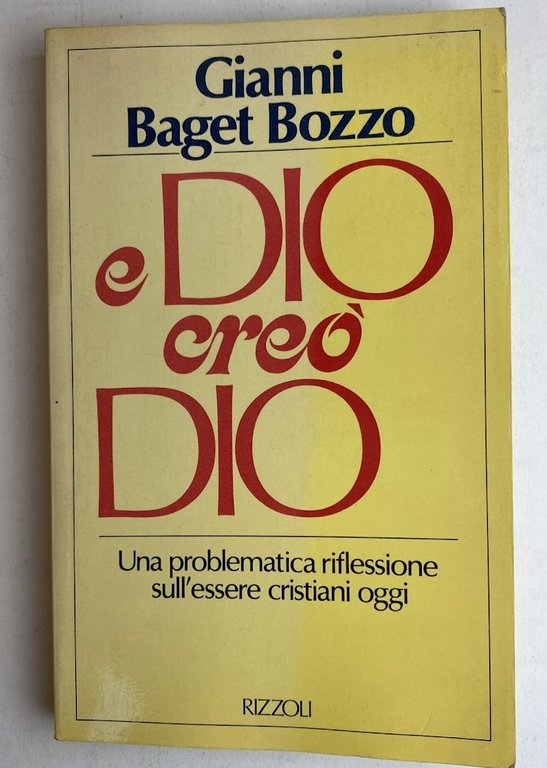 Gianni
Baget Bozzo
e DIO
creò
DIO
Una problematica riflessione
sull'essere cristiani oggi
RIZZOLI